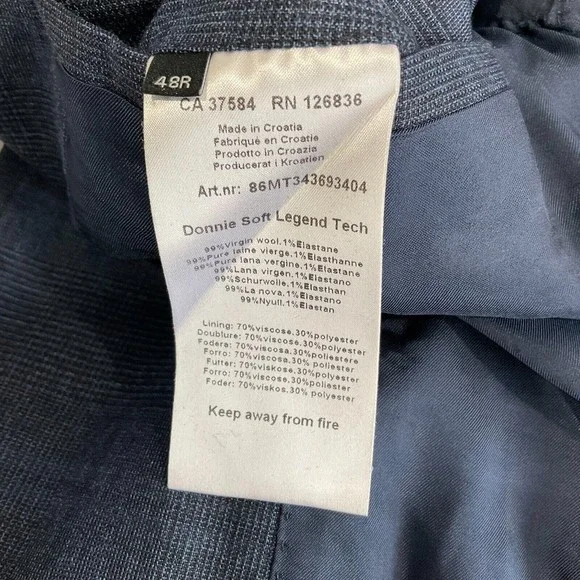 48R
CA 37584 RN 126836
Made in Croatia
Fabriqué en Croatie
Prodotto in Croazia
Producerat i Kroatien
Art.nr: 86MT343693404
Donnie Soft Legend Tech
99%Virgin wool.1%Elastane
99%Pure laine vierge.1%Elasthanne
99%Pura lana vergine.1%Elastan
99%Lana virgen.1%Elastano
99%Schurwolle.1%Elasthan
99%La nova.1%Elastano
99%Nyull.1%Elastan
Lining: 70%viscose.30%polyester
Doublure: 70%viscose.30%polyester
Fodera: 70%viscosa.30%poliestere
Forro: 70%viscosa.30%poliester
Futter: 70%viskose.30%polyester
Forro: 70%viscose.30%poliester
Foder: 70%viskos.30% polyester
Keep away from fire